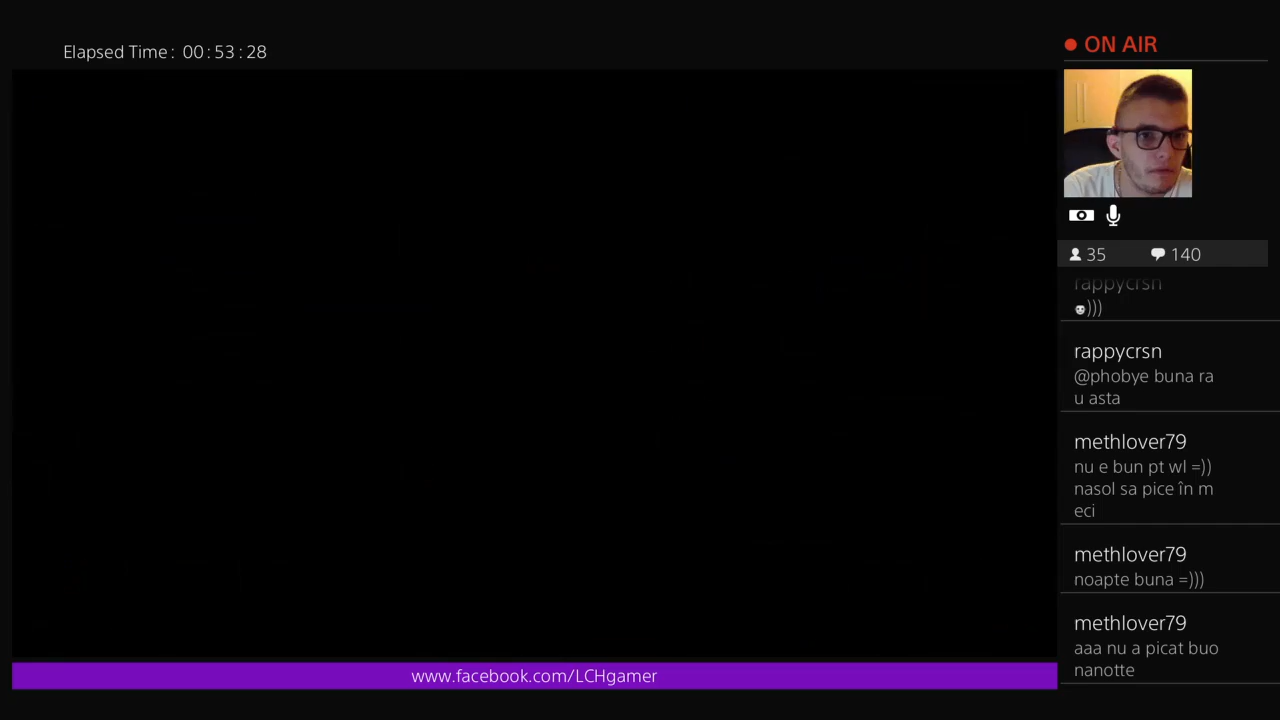 Elapsed Time: 00:53:28
ON AIR
35
140
rappycrsn
)))
rappycrsn
@phobye buna ra
u asta
methlover79
nu e bun pt wl =))
nasol sa pice în m
eci
methlover79
noapte buna =)))
methlover79
aaa nu a picat buo
nanotte
www.facebook.com/LCHgamer